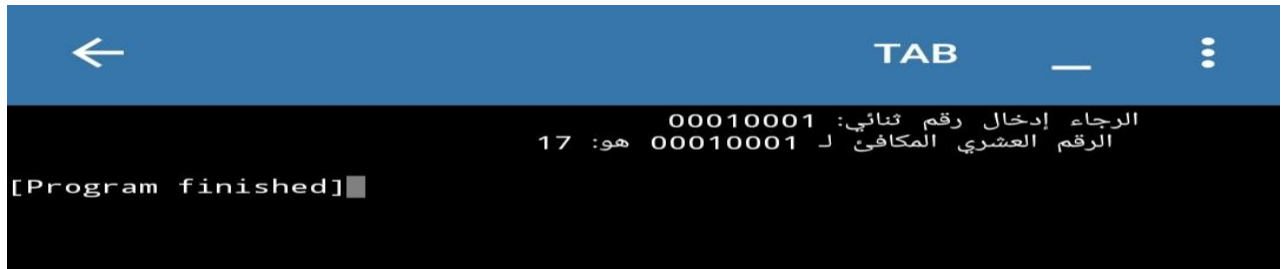 TAB _
الرجاء إدخال رقم ثنائي: 00010001
الرقم العشري المكافئ لـ 00010001 هو: 17
[Program finished]